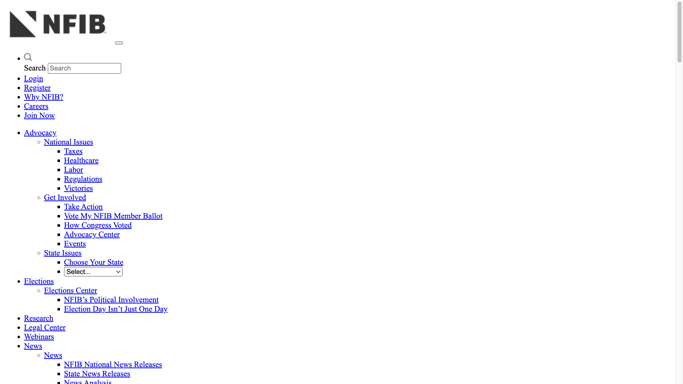 NFIB
Search Search
Login
Register
Why NFIB?
Careers
Join Now
Advocacy
National Issues
Taxes
Healthcare
Labor
Regulations
Victories
Get Involved
Take Action
Vote My NFIB Member Ballot
How Congress Voted
Advocacy Center
Events
State Issues
Choose Your State
Select...
Elections
Elections Center
NFIB's Political Involvement
Election Day Isn't Just One Day
Research
Legal Center
Webinars
News
News
NFIB National News Releases
State News Releases
News Analysis